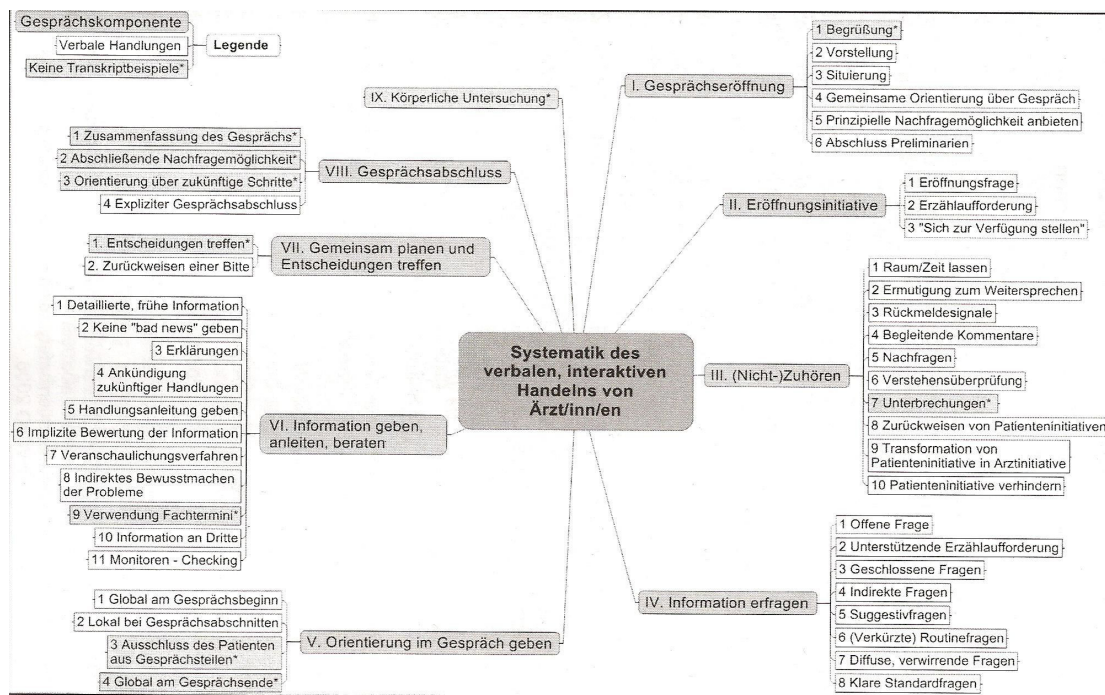 Gesprächskomponente
Verbale Handlungen
Keine Transkriptbeispiele*
Legende
Systematik des
verbalen, interaktiven
Handelns von
Ärzt/inn/en
I. Gesprächseröffnung
1 Begrüßung*
2 Vorstellung
3 Situierung
4 Gemeinsame Orientierung über Gespräch
5 Prinzipielle Nachfragemöglichkeit anbieten
6 Abschluss Preliminarien
II. Eröffnungsinitiative
1 Eröffnungsfrage
2 Erzählaufforderung
3 "Sich zur Verfügung stellen"
III. (Nicht-)Zuhören
1 Raum/Zeit lassen
2 Ermutigung zum Weitersprechen
3 Rückmeldesignale
4 Begleitende Kommentare
5 Nachfragen
6 Verstehensüberprüfung
7 Unterbrechungen*
8 Zurückweisen von Patienteninitiativen
9 Transformation von
Patienteninitiative in Arztinitiative
10 Patienteninitiative verhindern
IV. Information erfragen
1 Offene Frage
2 Unterstützende Erzählaufforderung
3 Geschlossene Fragen
4 Indirekte Fragen
5 Suggestivfragen
6 (Verkürzte) Routinefragen
7 Diffuse, verwirrende Fragen
8 Klare Standardfragen
V. Orientierung im Gespräch geben
1 Global am Gesprächsbeginn
2 Lokal bei Gesprächsabschnitten
3 Ausschluss des Patienten
aus Gesprächsteilen*
4 Global am Gesprächsende*
VI. Information geben,
anleiten, beraten
1 Detaillierte, frühe Information
2 Keine "bad news" geben
3 Erklärungen
4 Ankündigung
zukünftiger Handlungen
5 Handlungsanleitung geben
6 Implizite Bewertung der Information
7 Veranschaulichungsverfahren
8 Indirektes Bewusstmachen
der Probleme
9 Verwendung Fachtermini*
10 Information an Dritte
11 Monitoren - Checking
VII. Gemeinsam planen und
Entscheidungen treffen
1. Entscheidungen treffen*
2. Zurückweisen einer Bitte
VIII. Gesprächsabschluss
1 Zusammenfassung des Gesprächs*
2 Abschließende Nachfragemöglichkeit*
3 Orientierung über zukünftige Schritte*
4 Expliziter Gesprächsabschluss
IX. Körperliche Untersuchung*